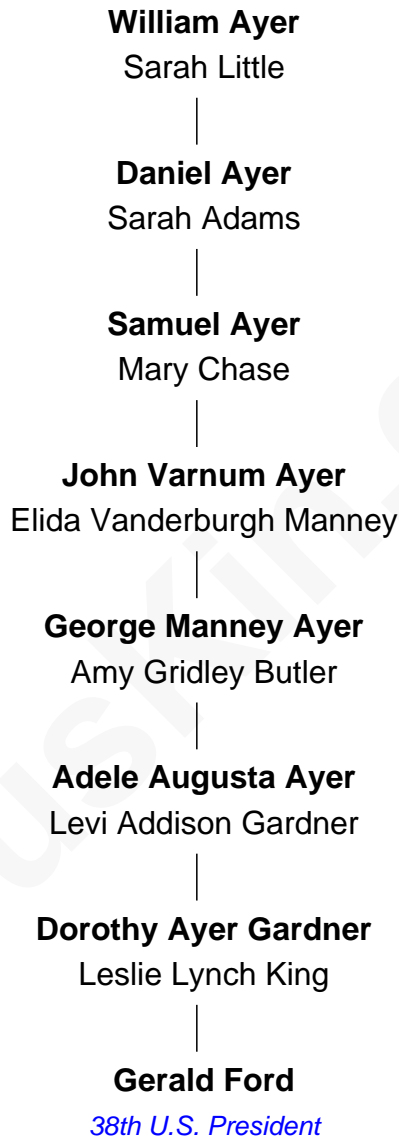 William Ayer
Sarah Little
Daniel Ayer
Sarah Adams
Samuel Ayer
Mary Chase
John Varnum Ayer
Elida Vanderburgh Manney
George Manney Ayer
Amy Gridley Butler
Adele Augusta Ayer
Levi Addison Gardner
Dorothy Ayer Gardner
Leslie Lynch King
Gerald Ford
38th U.S. President